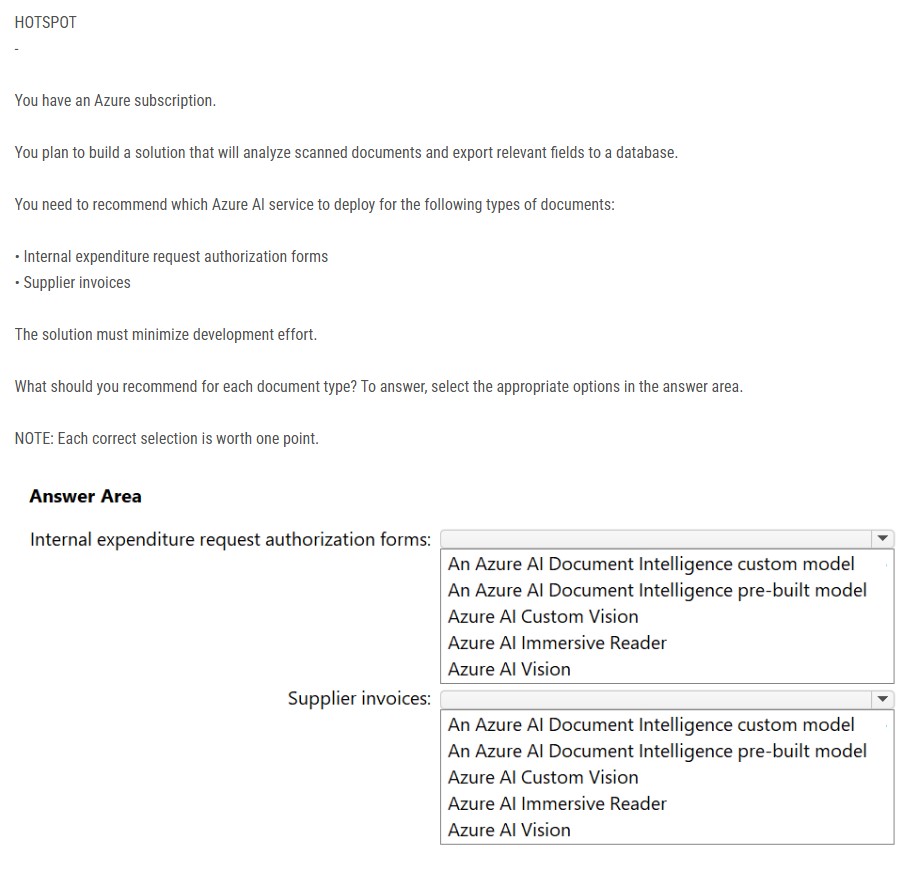 HOTSPOT
-
You have an Azure subscription.
You plan to build a solution that will analyze scanned documents and export relevant fields to a database.
You need to recommend which Azure AI service to deploy for the following types of documents:
• Internal expenditure request authorization forms
• Supplier invoices
The solution must minimize development effort.
What should you recommend for each document type? To answer, select the appropriate options in the answer area.
NOTE: Each correct selection is worth one point.
Answer Area
Internal expenditure request authorization forms:
An Azure AI Document Intelligence custom model
An Azure AI Document Intelligence pre-built model
Azure AI Custom Vision
Azure AI Immersive Reader
Azure AI Vision
Supplier invoices:
An Azure AI Document Intelligence custom model
An Azure AI Document Intelligence pre-built model
Azure AI Custom Vision
Azure AI Immersive Reader
Azure AI Vision